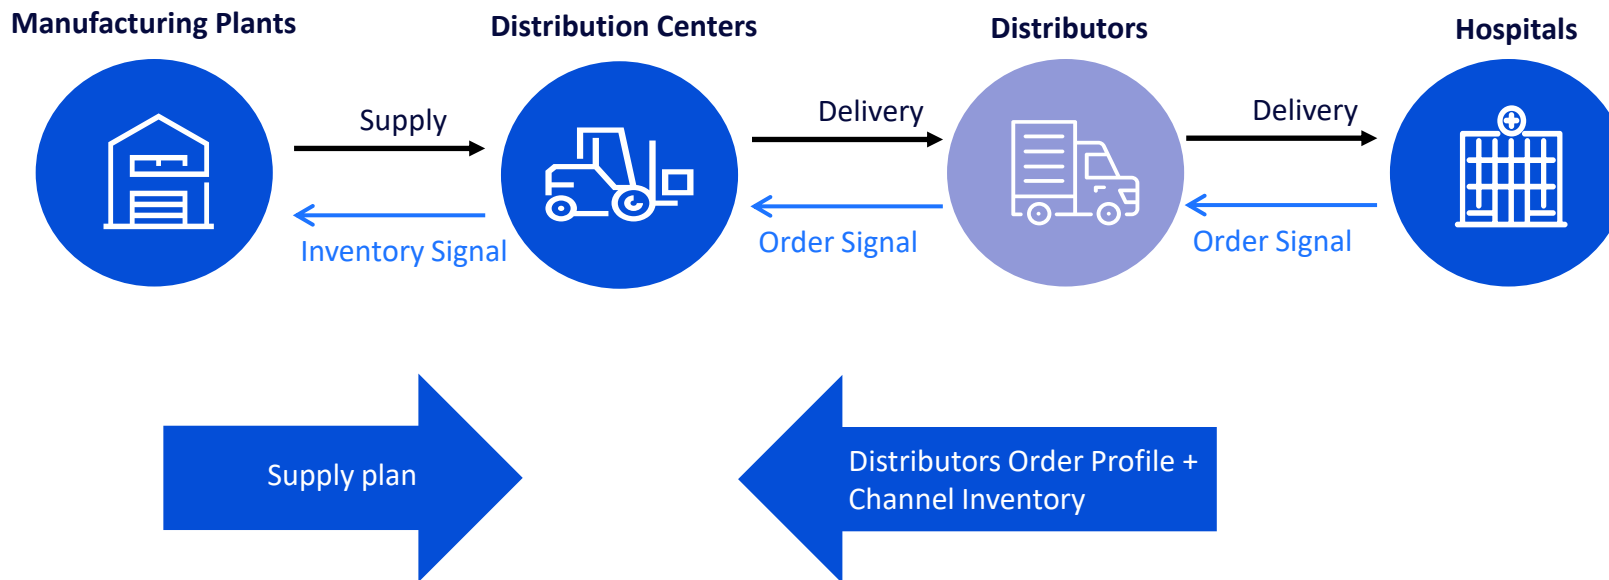 Manufacturing Plants
Distribution Centers
Distributors
Hospitals
Supply
Delivery
Delivery
Inventory Signal
Order Signal
Order Signal
Supply plan
Distributors Order Profile +
Channel Inventory